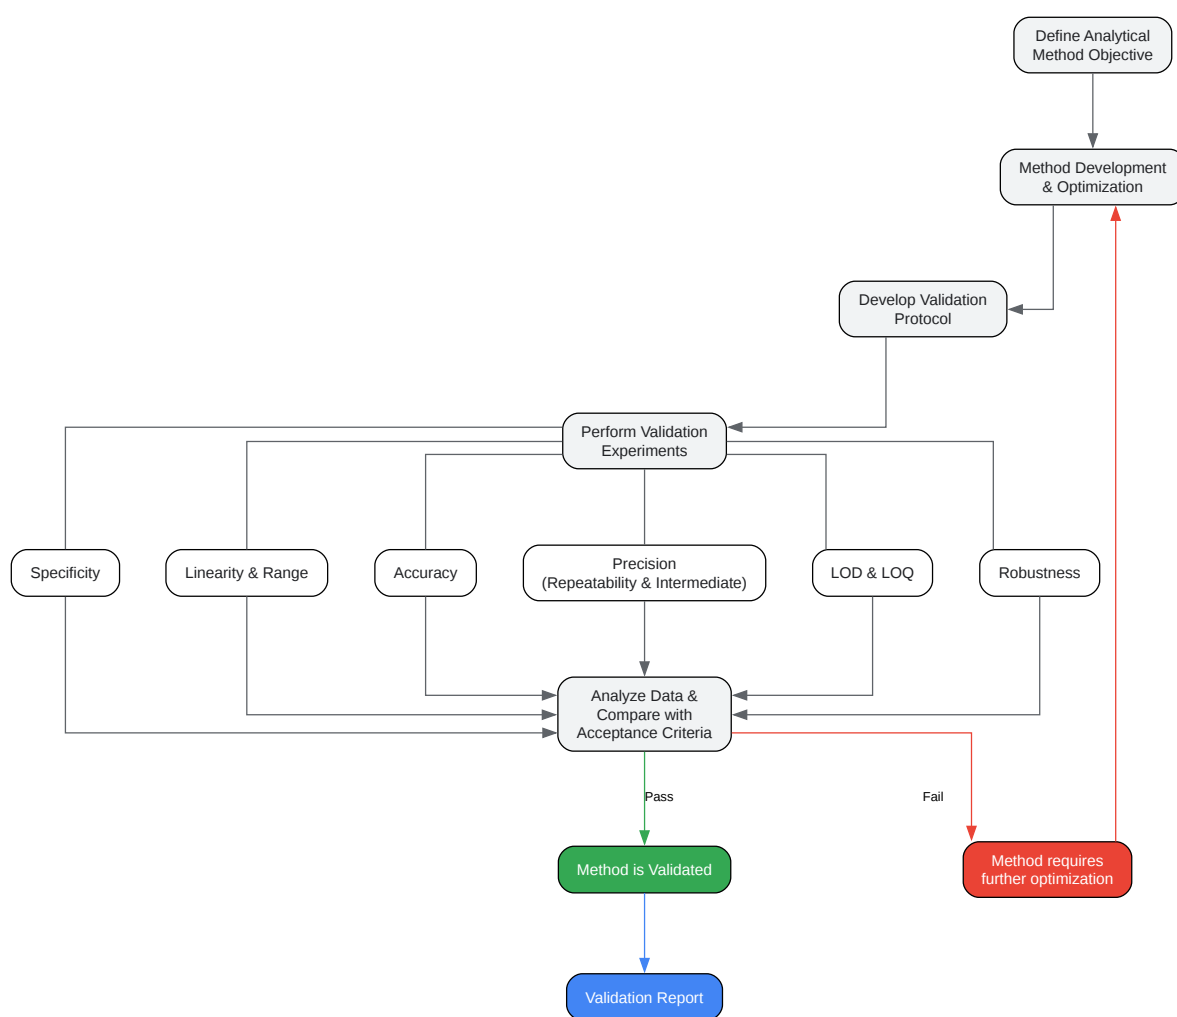 Define Analytical
Method Objective
Method Development
& Optimization
Develop Validation
Protocol
Perform Validation
Experiments
Specificity
Linearity & Range
Accuracy
Precision
(Repeatability & Intermediate)
LOD & LOQ
Robustness
Analyze Data &
Compare with
Acceptance Criteria
Pass
Fail
Method is Validated
Method requires
further optimization
Validation Report